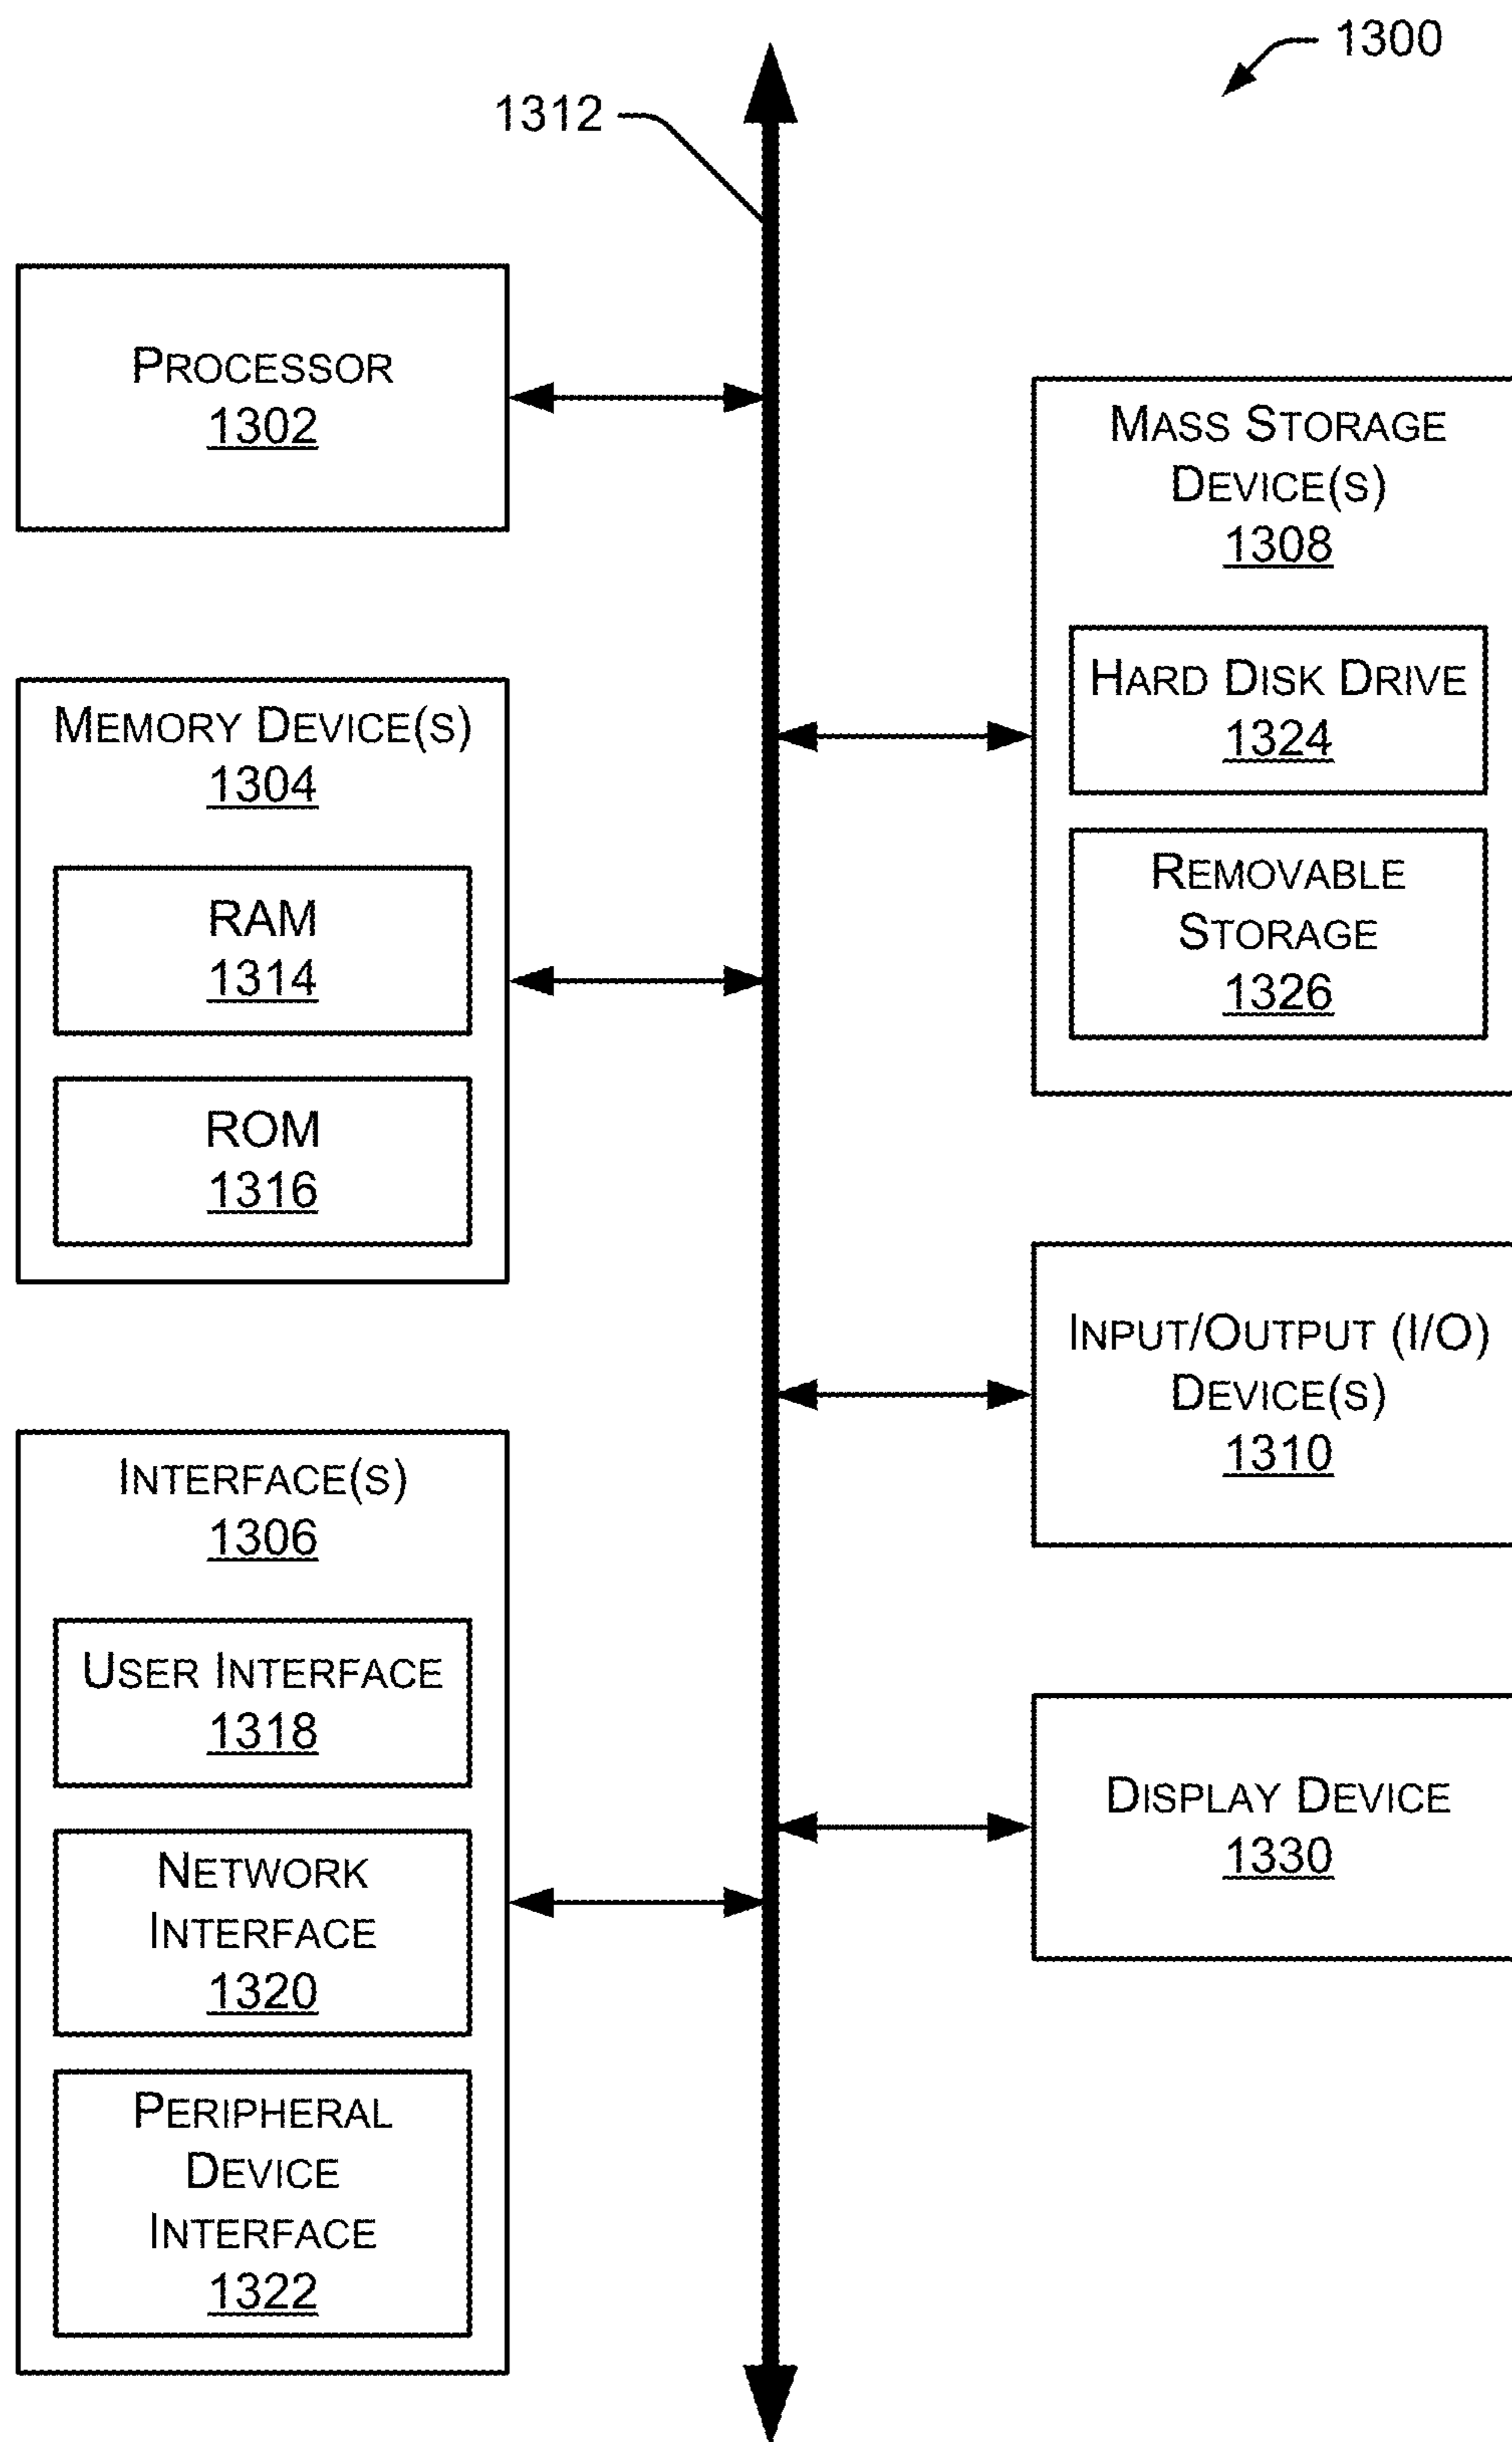 1300
1312
PROCESSOR
1302
MEMORY DEVICE(S)
1304
RAM
1314
ROM
1316
INTERFACE(S)
1306
USER INTERFACE
1318
NETWORK
INTERFACE
1320
PERIPHERAL
DEVICE
INTERFACE
1322
MASS STORAGE
DEVICE(S)
1308
HARD DISK DRIVE
1324
REMOVABLE
STORAGE
1326
INPUT/OUTPUT (I/O)
DEVICE(S)
1310
DISPLAY DEVICE
1330